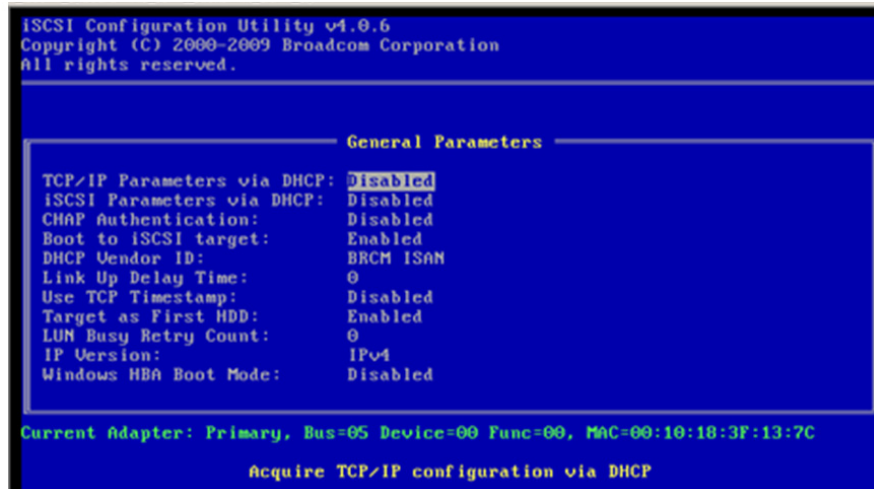 iSCSI Configuration Utility v4.0.6
Copyright (C) 2000-2009 Broadcom Corporation
All rights reserved.
General Parameters
TCP/IP Parameters via DHCP: Disabled
iSCSI Parameters via DHCP: Disabled
CHAP Authentication: Disabled
Boot to iSCSI target: Enabled
DHCP Vendor ID: BRCM ISAN
Link Up Delay Time: 0
Use TCP Timestamp: Disabled
Target as First HDD: Enabled
LUN Busy Retry Count: 0
IP Version: IPv4
Windows HBA Boot Mode: Disabled
Current Adapter: Primary, Bus=05 Device=00 Func=00, MAC=00:10:18:3F:13:7C
Acquire TCP/IP configuration via DHCP